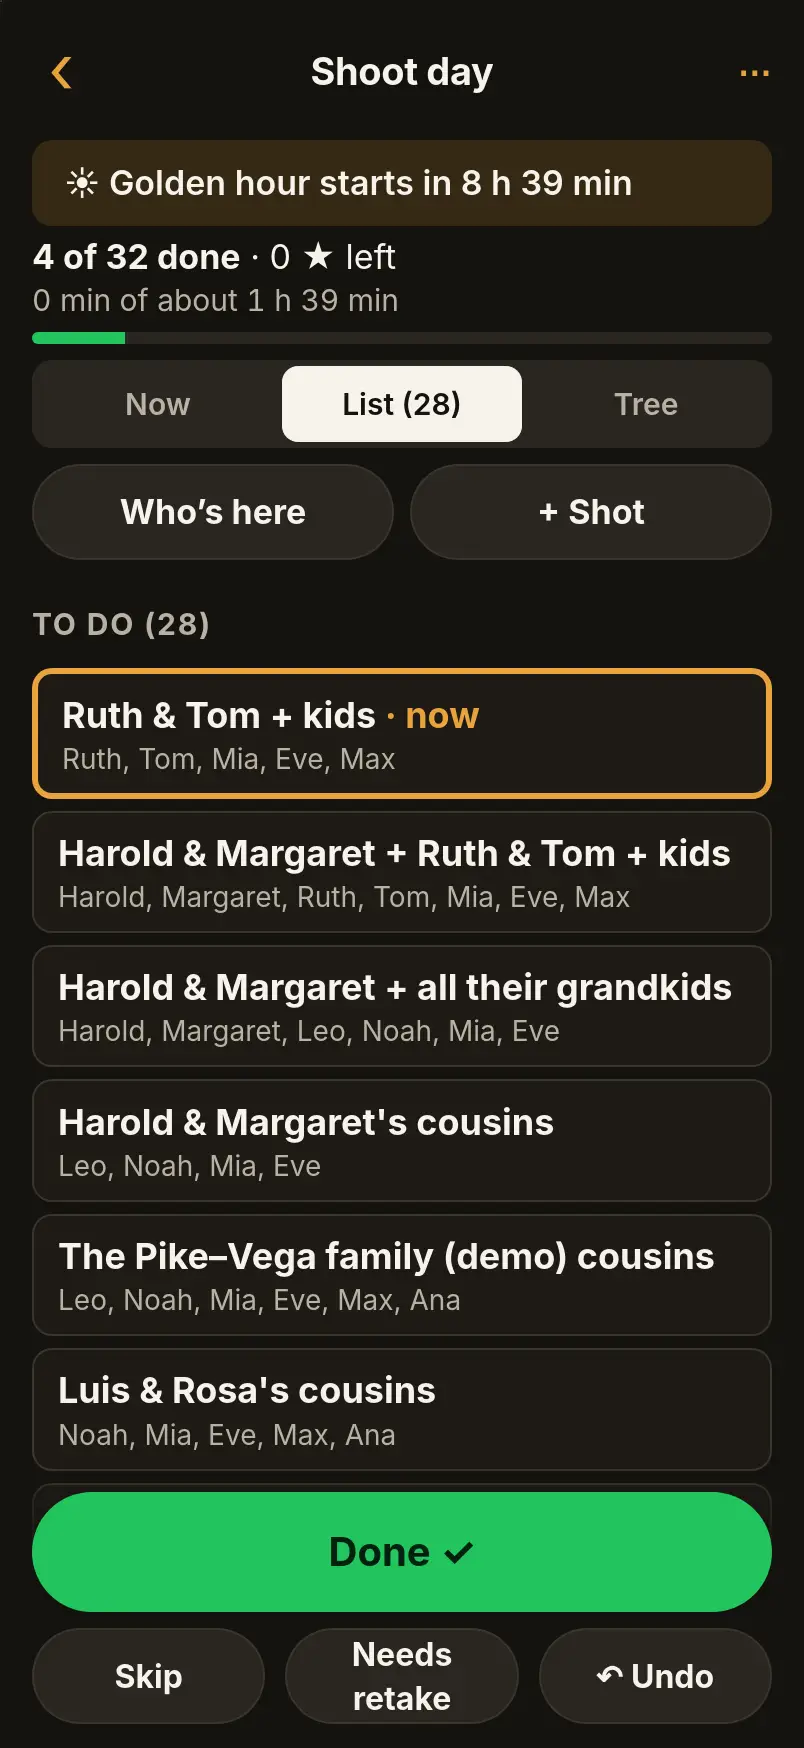 Shoot day
...
☀ Golden hour starts in 8 h 39 min
4 of 32 done · 0 ★ left
0 min of about 1 h 39 min
Now
List (28)
Tree
Who’s here
+ Shot
TO DO (28)
Ruth & Tom + kids · now
Ruth, Tom, Mia, Eve, Max
Harold & Margaret + Ruth & Tom + kids
Harold, Margaret, Ruth, Tom, Mia, Eve, Max
Harold & Margaret + all their grandkids
Harold, Margaret, Leo, Noah, Mia, Eve
Harold & Margaret's cousins
Leo, Noah, Mia, Eve
The Pike–Vega family (demo) cousins
Leo, Noah, Mia, Eve, Max, Ana
Luis & Rosa's cousins
Noah, Mia, Eve, Max, Ana
Done ✓
Skip
Needs
retake
↶ Undo